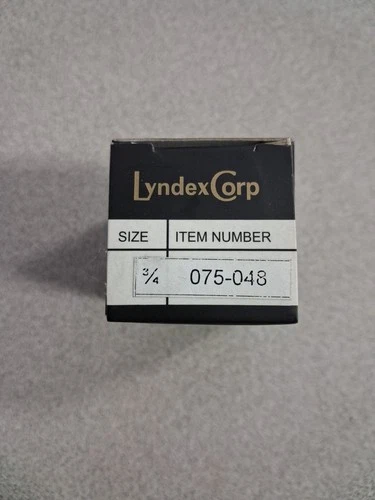 LyndexCorp
SIZE ITEM NUMBER
3/4 075-048